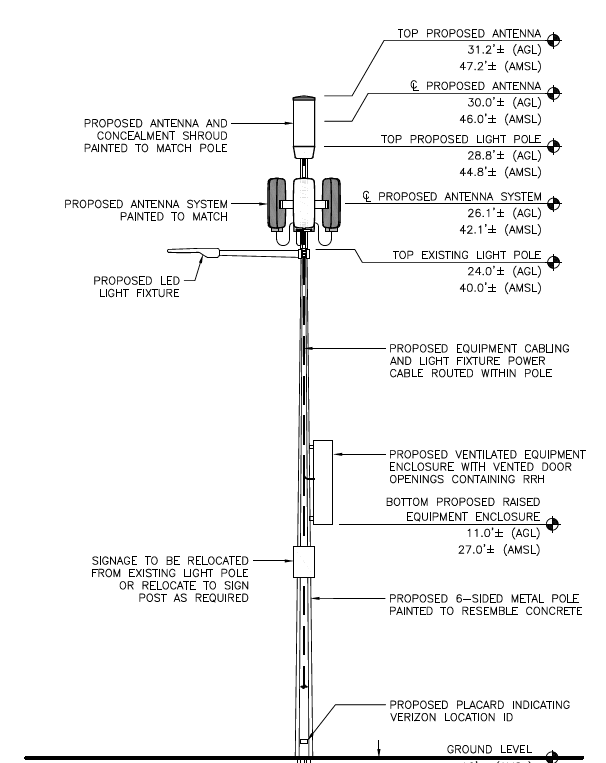 TOP PROPOSED ANTENNA
31.2'± (AGL)
47.2'± (AMSL)
℄ PROPOSED ANTENNA
30.0'± (AGL)
46.0'± (AMSL)
PROPOSED ANTENNA AND
CONCEALMENT SHROUD
PAINTED TO MATCH POLE
TOP PROPOSED LIGHT POLE
28.8'± (AGL)
44.8'± (AMSL)
PROPOSED ANTENNA SYSTEM
PAINTED TO MATCH
℄ PROPOSED ANTENNA SYSTEM
26.1'± (AGL)
42.1'± (AMSL)
TOP EXISTING LIGHT POLE
24.0'± (AGL)
40.0'± (AMSL)
PROPOSED LED
LIGHT FIXTURE
PROPOSED EQUIPMENT CABLING
AND LIGHT FIXTURE POWER
CABLE ROUTED WITHIN POLE
PROPOSED VENTILATED EQUIPMENT
ENCLOSURE WITH VENTED DOOR
OPENINGS CONTAINING RRH
BOTTOM PROPOSED RAISED
EQUIPMENT ENCLOSURE
11.0'± (AGL)
27.0'± (AMSL)
SIGNAGE TO BE RELOCATED
FROM EXISTING LIGHT POLE
OR RELOCATE TO SIGN
POST AS REQUIRED
PROPOSED 6-SIDED METAL POLE
PAINTED TO RESEMBLE CONCRETE
PROPOSED PLACARD INDICATING
VERIZON LOCATION ID
GROUND LEVEL